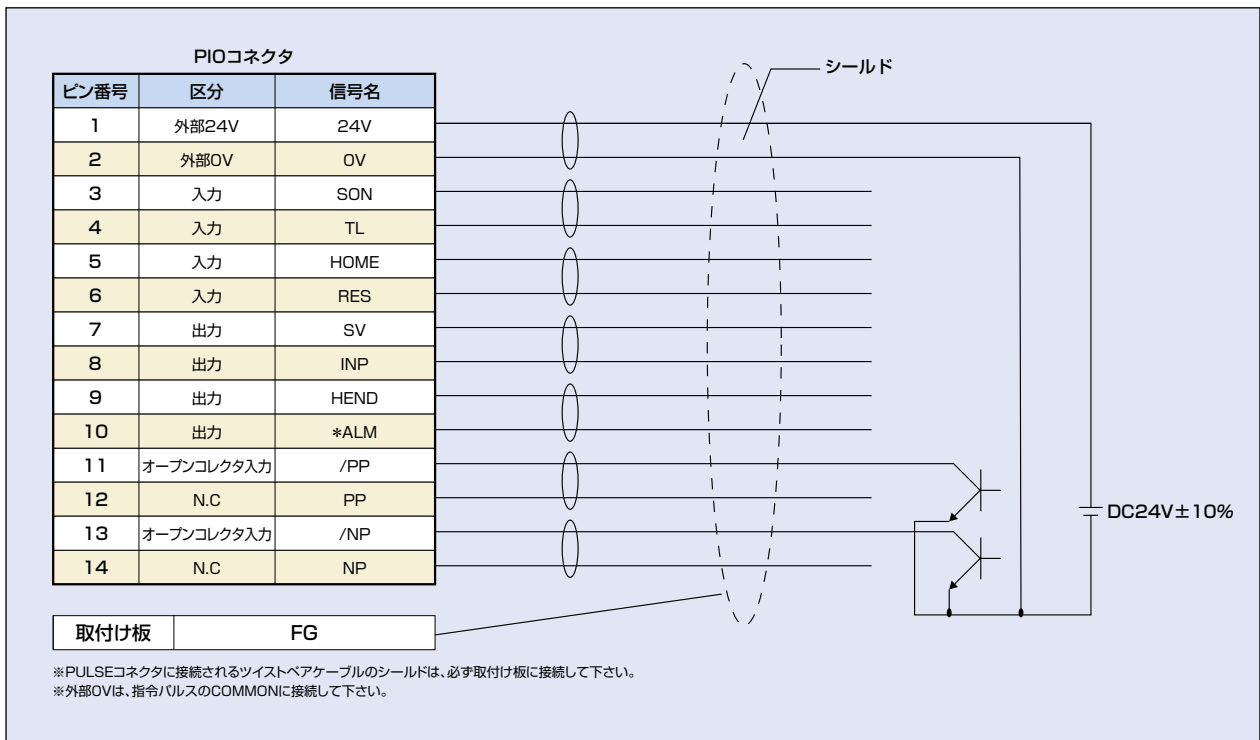 PIOコネクタ
シールド
ピン番号 区分 信号名
1 外部24V 24V
2 外部0V 0V
3 入力 SON
4 入力 TL
5 入力 HOME
6 入力 RES
7 出力 SV
8 出力 INP
9 出力 HEND
10 出力 *ALM
11 オープンコレクタ入力 /PP
12 N.C PP
13 オープンコレクタ入力 /NP
14 N.C NP
DC24V±10%
取付け板 FG
※PULSEコネクタに接続されるツイストペアケーブルのシールドは、必ず取付け板に接続して下さい。
※外部0Vは、指令パルスのCOMMONに接続して下さい。